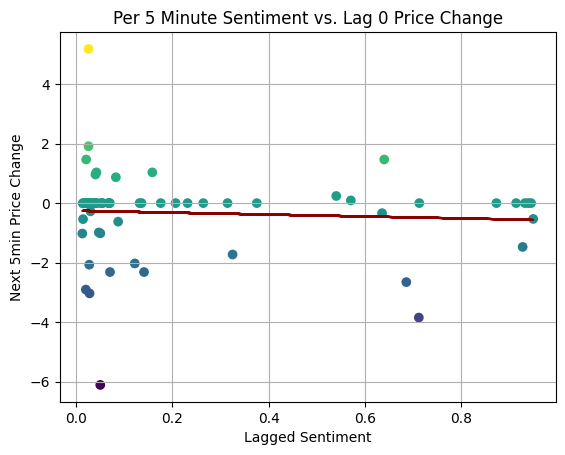 Per 5 Minute Sentiment vs. Lag 0 Price Change
Next 5min Price Change
4
2
0
−2
−4
−6
0.0 0.2 0.4 0.6 0.8
Lagged Sentiment